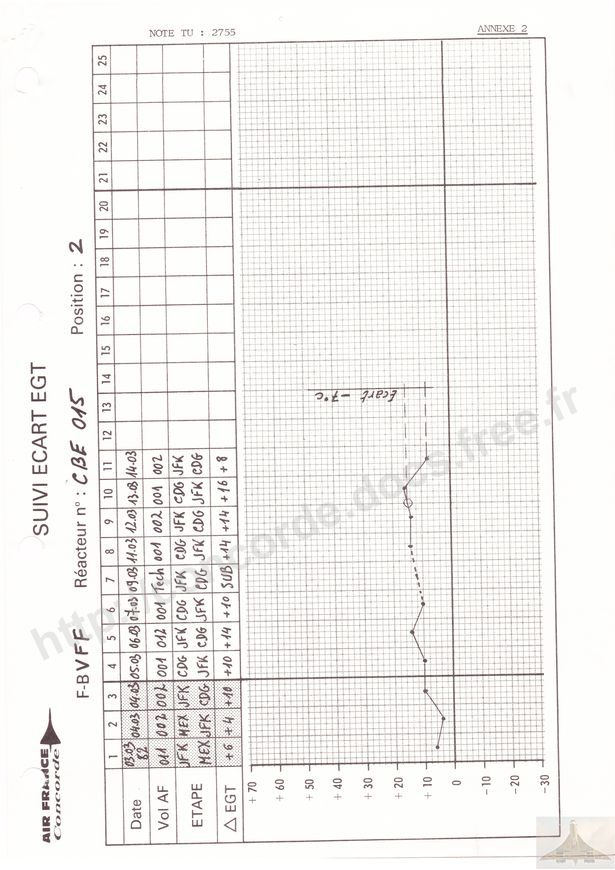 NOTE TU : 2755
ANNEXE 2
AIR FRANCE
Concorde
SUIVI ECART EGT
F-BVFF Réacteur n° : CBE 015 Position : 2
1 2 3 4 5 6 7 8 9 10 11 12 13 14 15 16 17 18 19 20 21 22 23 24 25
Date 03.03 82 04.03 04.03 05.03 06.03 07.03 09.03 11.03 12.03 13.03 14.03
Vol AF 011 002 002 001 012 001 Tech 001 002 001 002
ETAPE JFK MEX JFK CDG JFK CDG JFK CDG JFK CDG JFK
MEX JFK CDG JFK CDG JFK CDG JFK CDG JFK CDG
△ EGT +6 +4 +10 +10 +14 +10 SUB +14 +14 +16 +8
+ 70
+ 60
+ 50
+ 40
+ 30
+ 20
+ 10
0
- 10
- 20
- 30
Ecart -7°C
http://concorde.docs.free.fr